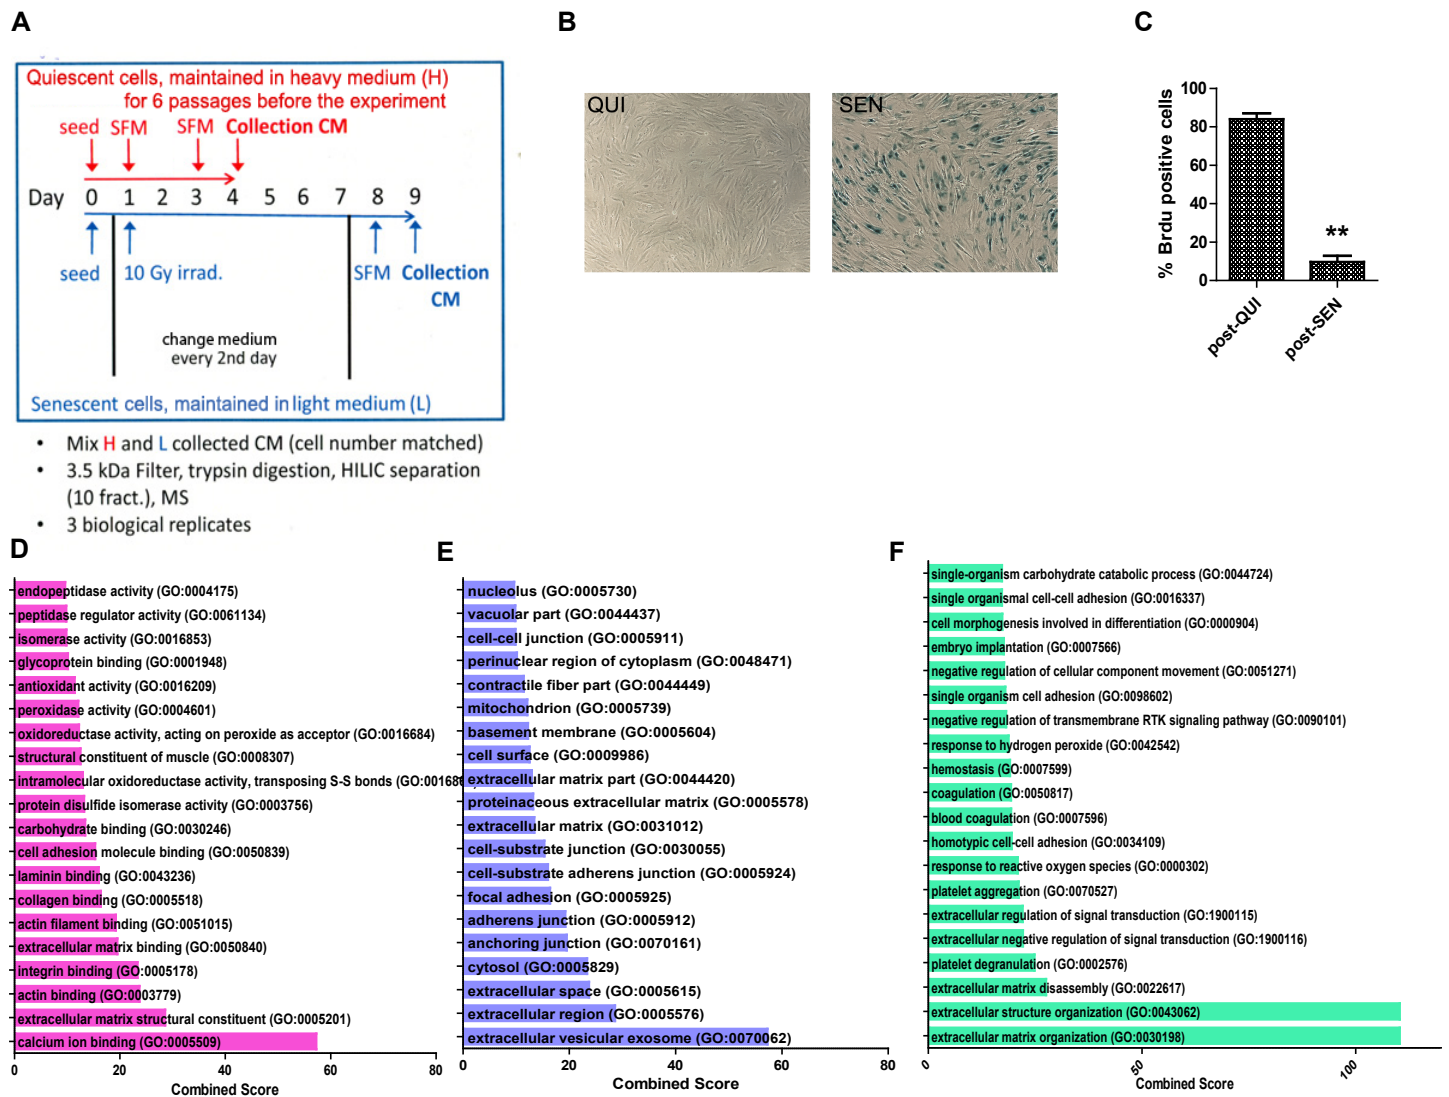 A
Quiescent cells, maintained in heavy medium (H)
for 6 passages before the experiment
seed SFM SFM Collection CM
Day 0 1 2 3 4 5 6 7 8 9
seed 10 Gy irrad. SFM Collection
CM
change medium
every 2nd day
Senescent cells, maintained in light medium (L)
• Mix H and L collected CM (cell number matched)
• 3.5 kDa Filter, trypsin digestion, HILIC separation
(10 fract.), MS
• 3 biological replicates
B
QUI SEN
C
% Brdu positive cells
100
80
60
40
20
0
**
post-QUI
post-SEN
D
endopeptidase activity (GO:0004175)
peptidase regulator activity (GO:0061134)
isomerase activity (GO:0016853)
glycoprotein binding (GO:0001948)
antioxidant activity (GO:0016209)
peroxidase activity (GO:0004601)
oxidoreductase activity, acting on peroxide as acceptor (GO:0016684)
structural constituent of muscle (GO:0008307)
intramolecular oxidoreductase activity, transposing S-S bonds
protein disulfide isomerase activity (GO:0003756)
carbohydrate binding (GO:0030246)
cell adhesion molecule binding (GO:0050839)
laminin binding (GO:0043236)
collagen binding (GO:0005518)
actin filament binding (GO:0051015)
extracellular matrix binding (GO:0050840)
integrin binding (GO:0005178)
actin binding (GO:0003779)
extracellular matrix structural constituent (GO:0005201)
calcium ion binding (GO:0005509)
0 20 40 60 80
Combined Score
E
nucleolus (GO:0005730)
vacuolar part (GO:0044437)
cell-cell junction (GO:0005911)
perinuclear region of cytoplasm (GO:0048471)
contractile fiber part (GO:0044449)
mitochondrion (GO:0005739)
basement membrane (GO:0005604)
cell surface (GO:0009986)
extracellular matrix part (GO:0044420)
proteinaceous extracellular matrix (GO:0005578)
extracellular matrix (GO:0031012)
cell-substrate junction (GO:0030055)
cell-substrate adherens junction (GO:0005924)
focal adhesion (GO:0005925)
adherens junction (GO:0005912)
anchoring junction (GO:0070161)
cytosol (GO:0005829)
extracellular space (GO:0005615)
extracellular region (GO:0005576)
extracellular vesicular exosome (GO:0070062)
0 20 40 60 80
Combined Score
F
single-organism carbohydrate catabolic process (GO:0044724)
single organismal cell-cell adhesion (GO:0016337)
cell morphogenesis involved in differentiation (GO:0000904)
embryo implantation (GO:0007566)
negative regulation of cellular component movement (GO:0051271)
single organism cell adhesion (GO:0098602)
negative regulation of transmembrane RTK signaling pathway (GO:0090101)
response to hydrogen peroxide (GO:0042542)
hemostasis (GO:0007599)
coagulation (GO:0050817)
blood coagulation (GO:0007596)
homotypic cell-cell adhesion (GO:0034109)
response to reactive oxygen species (GO:0000302)
platelet aggregation (GO:0070527)
extracellular regulation of signal transduction (GO:1900115)
extracellular negative regulation of signal transduction (GO:1900116)
platelet degranulation (GO:0002576)
extracellular matrix disassembly (GO:0022617)
extracellular structure organization (GO:0043062)
extracellular matrix organization (GO:0030198)
0 50 100
Combined Score